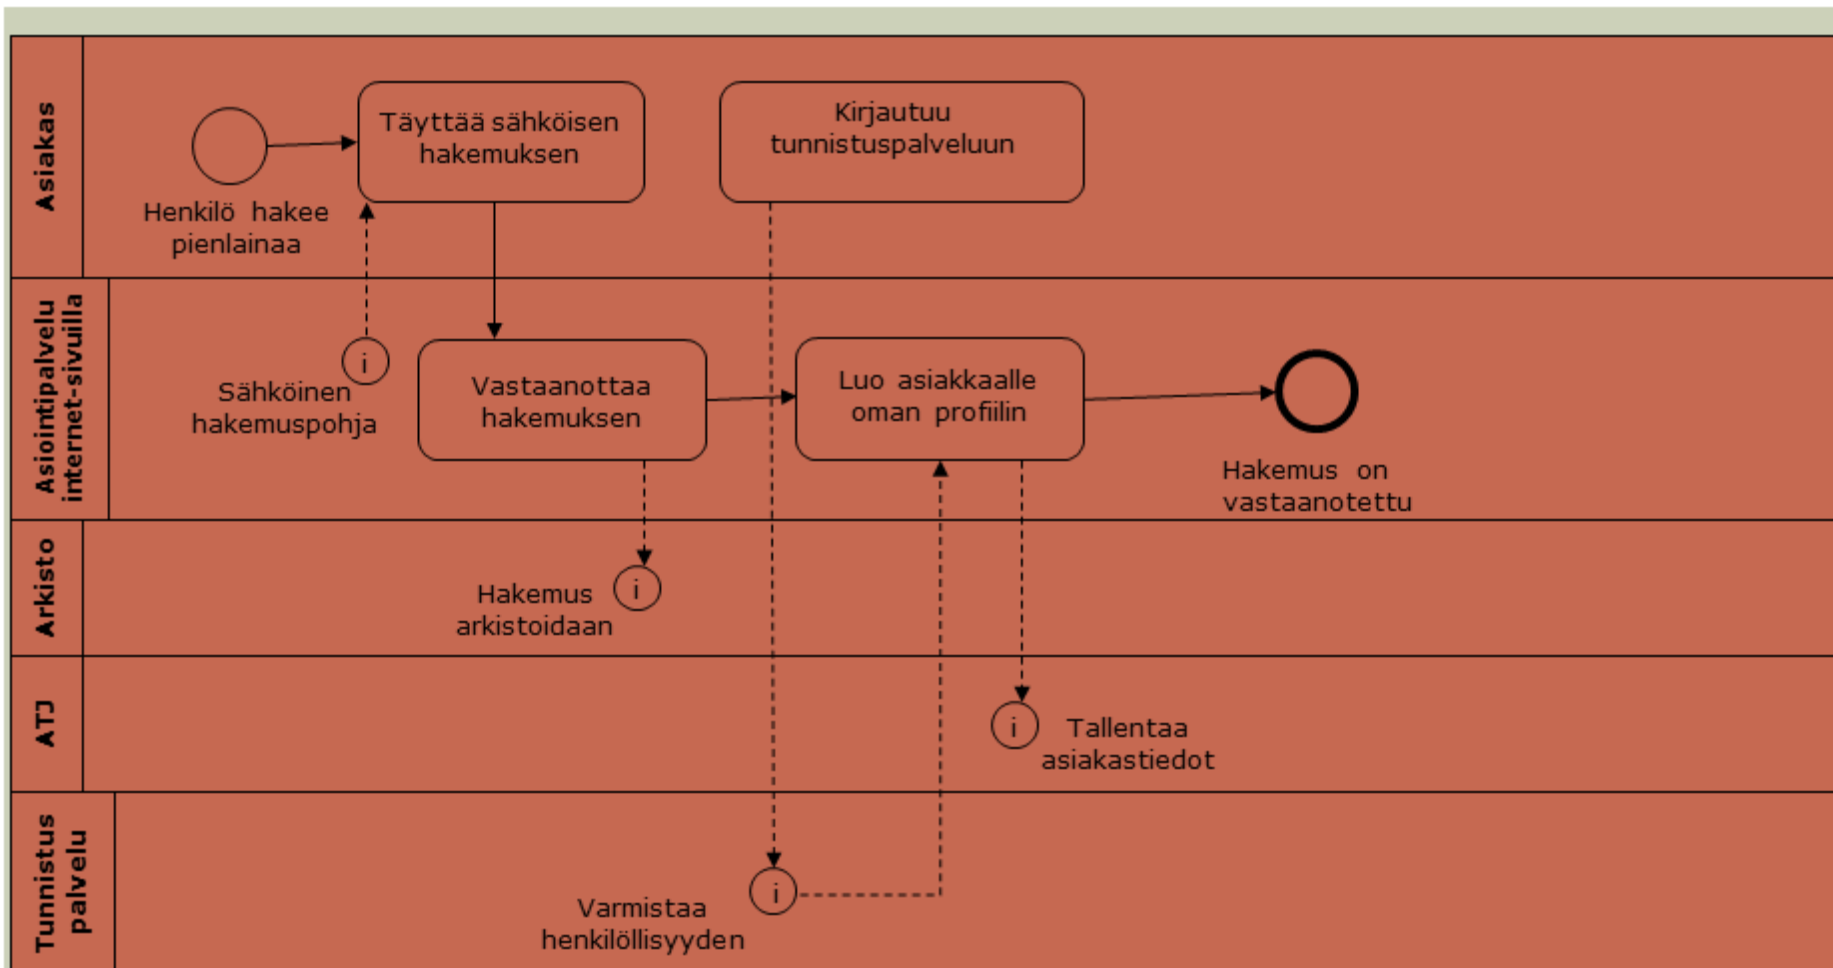 Asiakas
Henkilö hakee
pienlainaa
Täyttää sähköisen
hakemuksen
Kirjautuu
tunnistuspalveluun
Asiointipalvelu
internet-sivuilla
i
Sähköinen
hakemuspohja
Vastaanottaa
hakemuksen
Luo asiakkaalle
oman profiilin
Hakemus on
vastaanotettu
Arkisto
Hakemus
arkistoidaan
i
ATJ
i
Tallentaa
asiakastiedot
Tunnistus
palvelu
i
Varmistaa
henkilöllisyyden